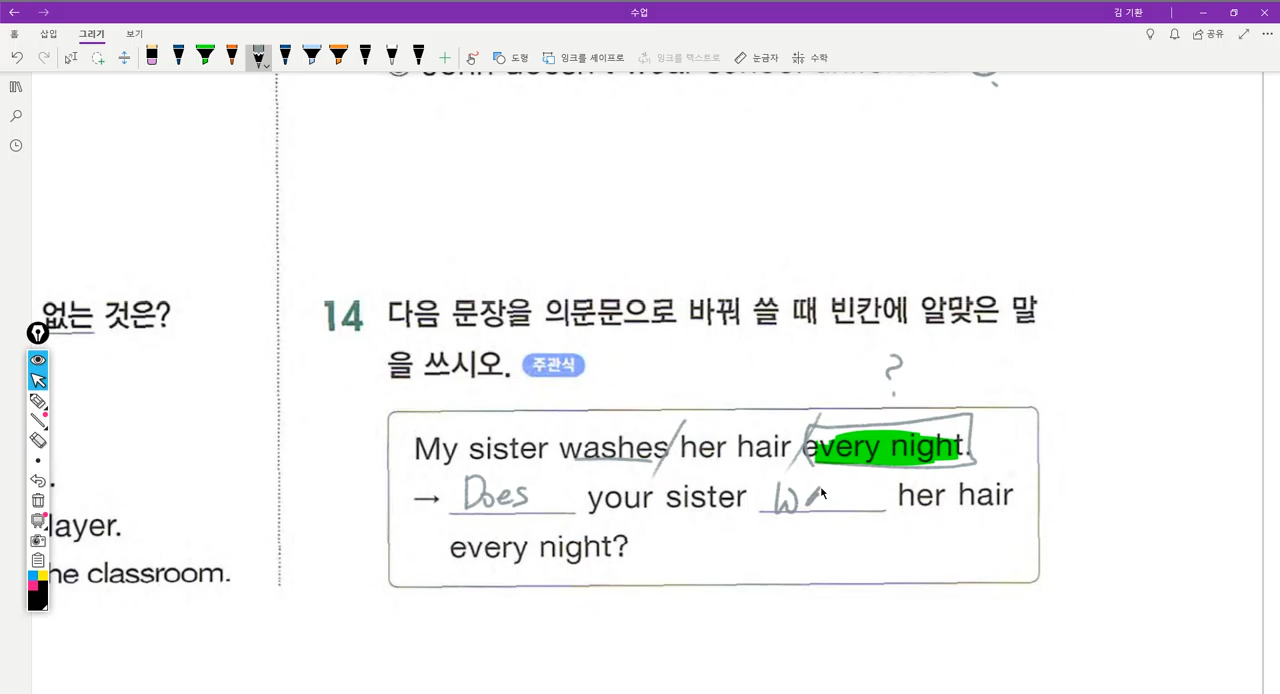 수업
김 기환
홈 삽입 그리기 보기
공유
도형 잉크를 셰이프로 잉크를 텍스트로 눈금자 수학
없는 것은?
layer.
he classroom.
14 다음 문장을 의문문으로 바꿔 쓸 때 빈칸에 알맞은 말
을 쓰시오. 주관식
?
My sister washes her hair every night.
→ Does your sister wa her hair
every night?